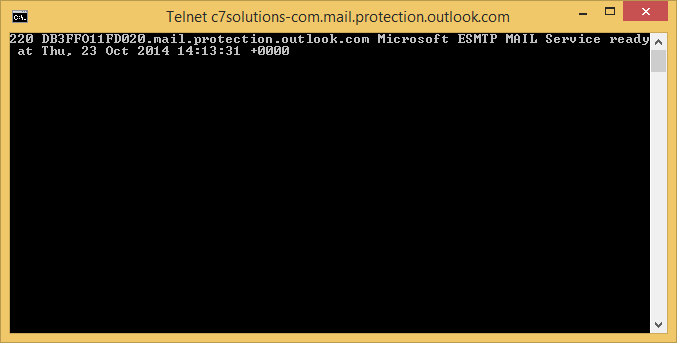 Telnet c7solutions-com.mail.protection.outlook.com
220 DB3FFO11FD020.mail.protection.outlook.com Microsoft ESMTP MAIL Service ready
at Thu, 23 Oct 2014 14:13:31 +0000